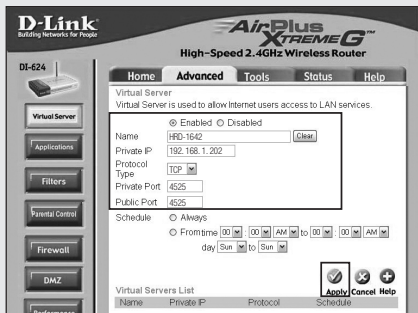 D-Link
Building Networks for People
AirPlus
XTREME G™
High-Speed 2.4GHz Wireless Router
DI-624
Home Advanced Tools Status Help
Virtual Server
Virtual Server is used to allow Internet users access to LAN services.
Enabled Disabled
Name HRD-1642 Clear
Private IP 192.168.1.202
Protocol
Type TCP
Private Port 4525
Public Port 4525
Schedule Always
From time 00 : 00 AM to 00 : 00 AM
day Sun to Sun
Apply Cancel Help
Virtual Servers List
Name Private IP Protocol Schedule
Virtual Server
Applications
Filters
Parental Control
Firewall
DMZ
Performance